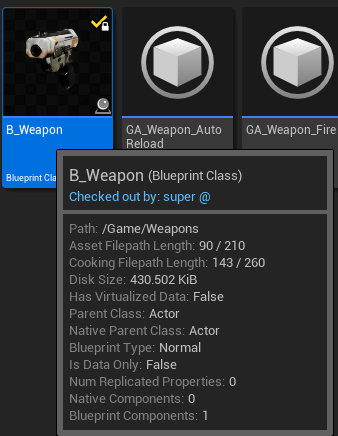 B_Weapon
Blueprint Cla
GA_Weapon_Auto
Reload
GA_Weapon_Fire
B_Weapon (Blueprint Class)
Checked out by: super @
Path: /Game/Weapons
Asset Filepath Length: 90 / 210
Cooking Filepath Length: 143 / 260
Disk Size: 430.502 KiB
Has Virtualized Data: False
Parent Class: Actor
Native Parent Class: Actor
Blueprint Type: Normal
Is Data Only: False
Num Replicated Properties: 0
Native Components: 0
Blueprint Components: 1